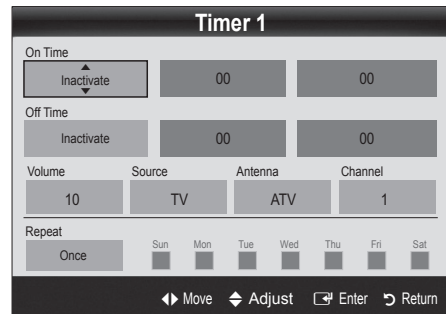 Timer 1
On Time
Inactivate 00 00
Off Time
Inactivate 00 00
Volume Source Antenna Channel
10 TV ATV 1
Repeat
Sun Mon Tue Wed Thu Fri Sat
Once
Move Adjust Enter Return